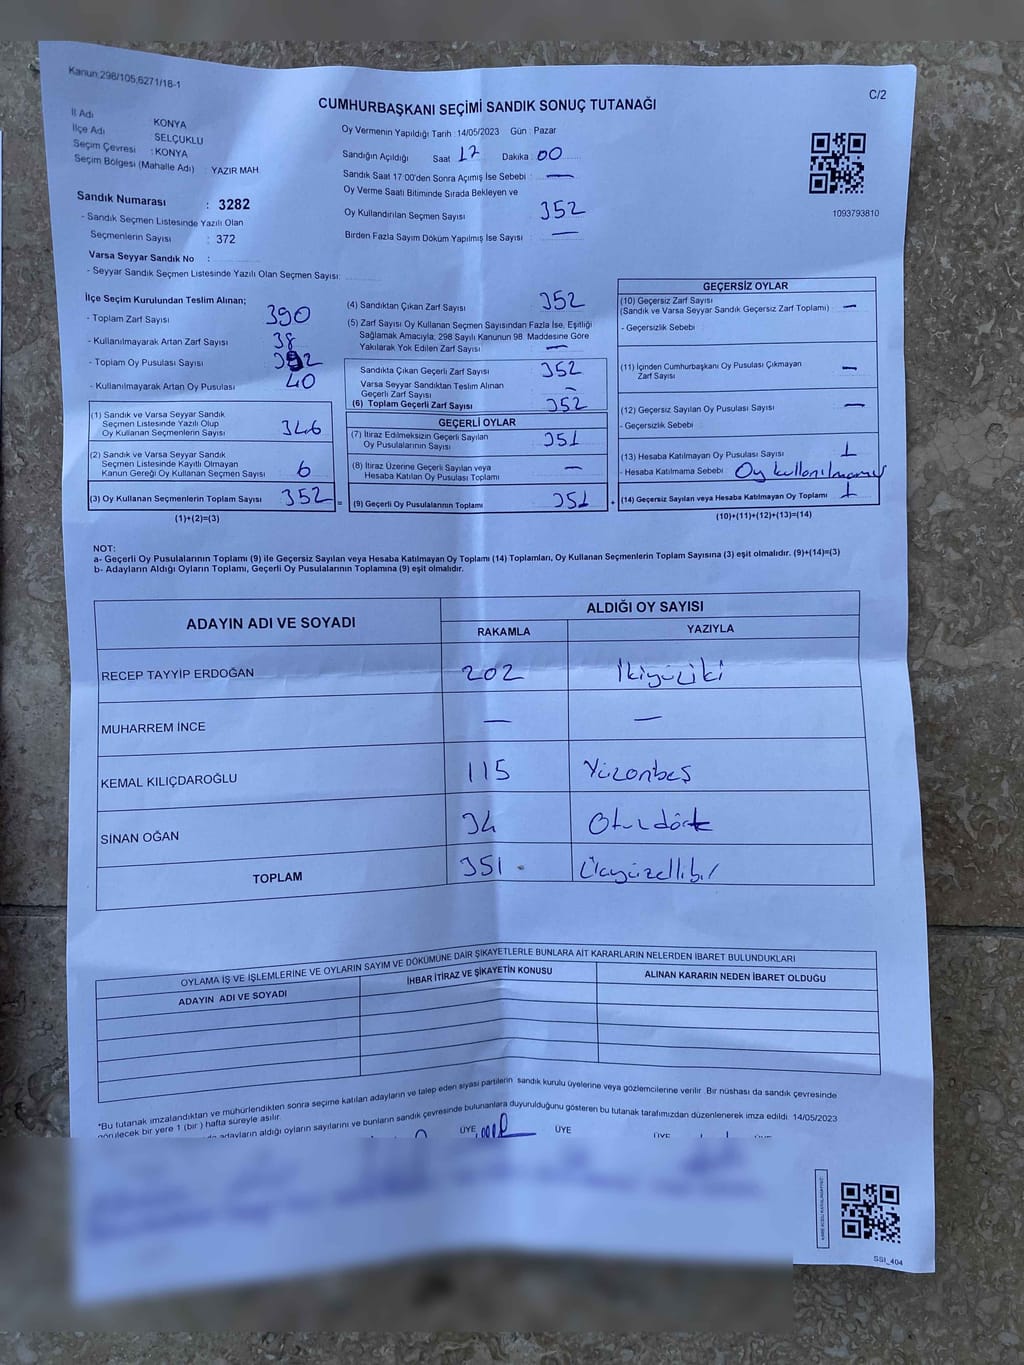 Kanun:298/105,6271/18-1
C/2
CUMHURBAŞKANI SEÇİMİ SANDIK SONUÇ TUTANAĞI
İl Adı KONYA
İlçe Adı SELÇUKLU
Seçim Çevresi : KONYA
Seçim Bölgesi (Mahalle Adı) : YAZIR MAH
Sandık Numarası : 3282
- Sandık Seçmen Listesinde Yazılı Olan
Seçmenlerin Sayısı : 372
Varsa Seyyar Sandık No :
- Seyyar Sandık Seçmen Listesinde Yazılı Olan Seçmen Sayısı:
Oy Vermenin Yapıldığı Tarih : 14/05/2023 Gün : Pazar
Sandığın Açıldığı Saat 17 Dakika 00
Sandık Saat 17:00'den Sonra Açmış İse Sebebi : —
Oy Verme Saati Bitiminde Sırada Bekleyen ve
Oy Kullandırılan Seçmen Sayısı 352
Birden Fazla Sayım Döküm Yapılmış İse Sayısı : —
1093793810
İlçe Seçim Kurulundan Teslim Alınan;
- Toplam Zarf Sayısı 390
- Kullanılmayarak Artan Zarf Sayısı 38
- Toplam Oy Pusulası Sayısı
- Kullanılmayarak Artan Oy Pusulası 40
(1) Sandık ve Varsa Seyyar Sandık
Seçmen Listesinde Yazılı Olup
Oy Kullanan Seçmenlerin Sayısı 346
(2) Sandık ve Varsa Seyyar Sandık
Seçmen Listesinde Kayıtlı Olmayan
Kanun Gereği Oy Kullanan Seçmen Sayısı 6
(3) Oy Kullanan Seçmenlerin Toplam Sayısı 352 =
(1)+(2)=(3)
(4) Sandıktan Çıkan Zarf Sayısı 352
(5) Zarf Sayısı Oy Kullanan Seçmen Sayısından Fazla İse, Eşitliği
Sağlamak Amacıyla, 298 Sayılı Kanunun 98. Maddesine Göre
Yakılarak Yok Edilen Zarf Sayısı —
Sandıkta Çıkan Geçerli Zarf Sayısı 352
Varsa Seyyar Sandıktan Teslim Alınan
Geçerli Zarf Sayısı —
(6) Toplam Geçerli Zarf Sayısı 352
GEÇERLİ OYLAR
(7) İtiraz Edilmeksizin Geçerli Sayılan
Oy Pusulalarının Sayısı 351
(8) İtiraz Üzerine Geçerli Sayılan veya
Hesaba Katılan Oy Pusulası Toplamı —
(9) Geçerli Oy Pusulalarının Toplamı 351 +
GEÇERSİZ OYLAR
(10) Geçersiz Zarf Sayısı
(Sandık ve Varsa Seyyar Sandık Geçersiz Zarf Toplamı) —
- Geçersizlik Sebebi :
(11) İçinden Cumhurbaşkanı Oy Pusulası Çıkmayan
Zarf Sayısı —
(12) Geçersiz Sayılan Oy Pusulası Sayısı —
- Geçersizlik Sebebi :
(13) Hesaba Katılmayan Oy Pusulası Sayısı 1
- Hesaba Katılmama Sebebi : Oy kullanılmamış
(14) Geçersiz Sayılan veya Hesaba Katılmayan Oy Toplamı 1
(10)+(11)+(12)+(13)=(14)
NOT:
a- Geçerli Oy Pusulalarının Toplamı (9) ile Geçersiz Sayılan veya Hesaba Katılmayan Oy Toplamı (14) Toplamları, Oy Kullanan Seçmenlerin Toplam Sayısına (3) eşit olmalıdır. (9)+(14)=(3)
b- Adayların Aldığı Oyların Toplamı, Geçerli Oy Pusulalarının Toplamına (9) eşit olmalıdır.
ADAYIN ADI VE SOYADI ALDIĞI OY SAYISI
RAKAMLA YAZIYLA
RECEP TAYYİP ERDOĞAN 202 İkiyüziki
MUHARREM İNCE — —
KEMAL KILIÇDAROĞLU 115 Yüzonbeş
SİNAN OĞAN 34 Otuzdört
TOPLAM 351 Üçyüzellibir
OYLAMA İŞ VE İŞLEMLERİNE VE OYLARIN SAYIM VE DÖKÜMÜNE DAİR ŞİKAYETLERLE BUNLARA AİT KARARLARIN NELERDEN İBARET BULUNDUKLARI
ADAYIN ADI VE SOYADI İHBAR İTİRAZ VE ŞİKAYETİN KONUSU ALINAN KARARIN NEDEN İBARET OLDUĞU
*Bu tutanak imzalandıktan ve mühürlendikten sonra seçime katılan adayların ve talep eden siyasi partilerin sandık kurulu üyelerine veya gözlemcilerine verilir. Bir nüshası da sandık çevresinde
görülecek bir yere 1 (bir) hafta süreyle asılır.
adayların aldığı oyların sayılarını ve bunların sandık çevresinde bulunanlara duyurulduğunu gösteren bu tutanak tarafımızdan düzenlenerek imza edildi. 14/05/2023
ÜYE ÜYE ÜYE ÜYE
SSI_404